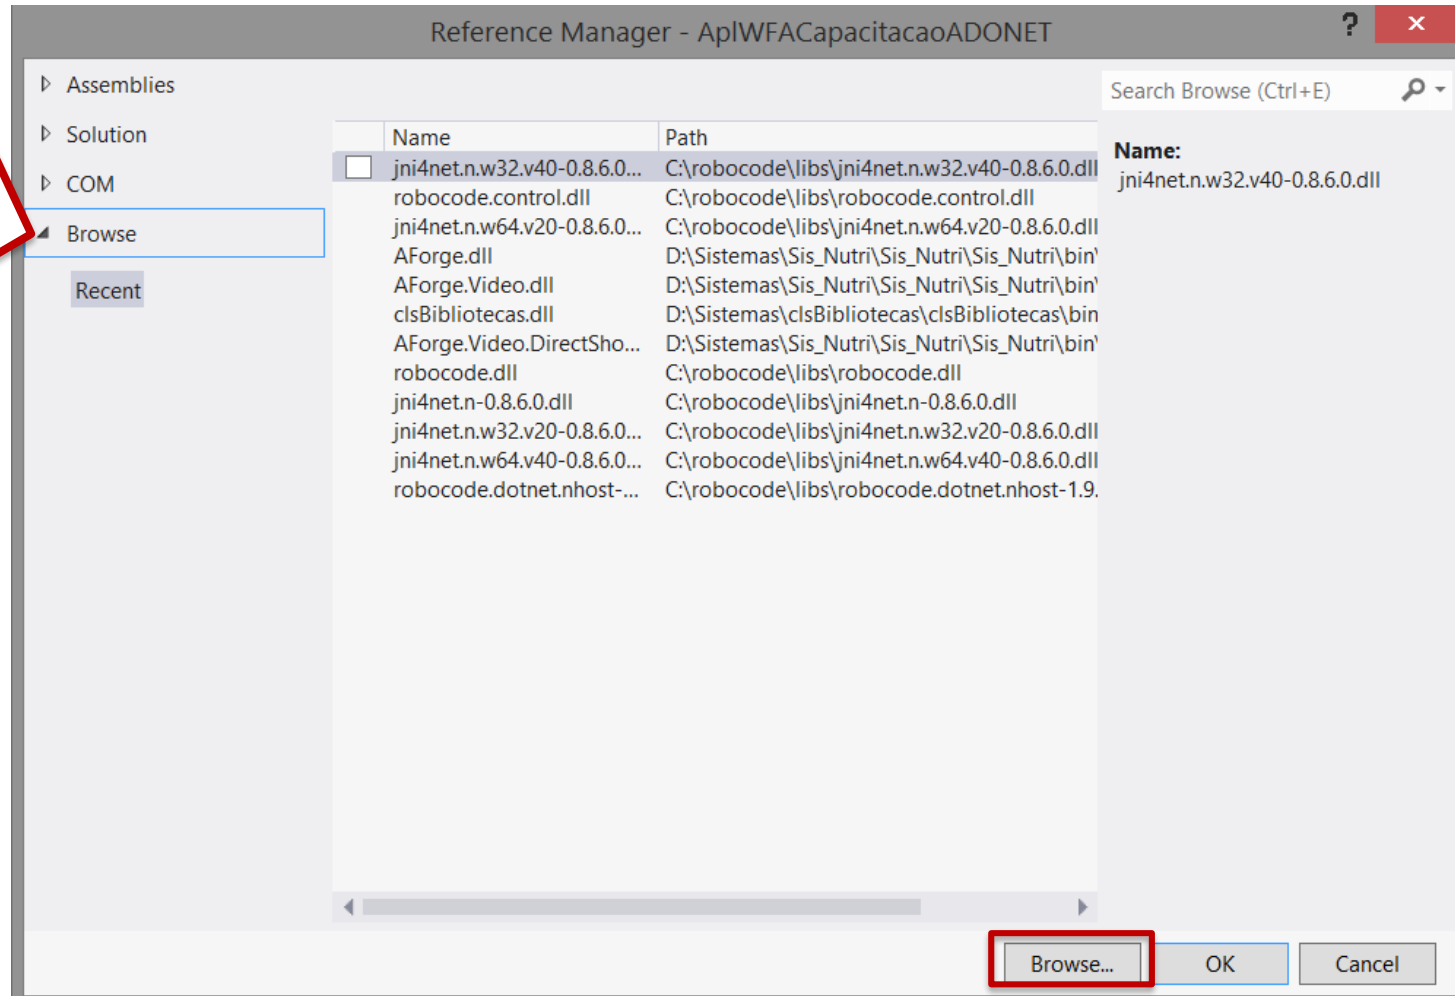 Reference Manager - AplWFACapacitacaoADONET ?
Assemblies
Solution
COM
Browse
Recent
Search Browse (Ctrl+E)
Name Path
jni4net.n.w32.v40-0.8.6.0... C:\robocode\libs\jni4net.n.w32.v40-0.8.6.0.dll
robocode.control.dll C:\robocode\libs\robocode.control.dll
jni4net.n.w64.v20-0.8.6.0... C:\robocode\libs\jni4net.n.w64.v20-0.8.6.0.dll
AForge.dll D:\Sistemas\Sis_Nutri\Sis_Nutri\Sis_Nutri\bin\
AForge.Video.dll D:\Sistemas\Sis_Nutri\Sis_Nutri\Sis_Nutri\bin\
clsBibliotecas.dll D:\Sistemas\clsBibliotecas\clsBibliotecas\bin
AForge.Video.DirectSho... D:\Sistemas\Sis_Nutri\Sis_Nutri\Sis_Nutri\bin\
robocode.dll C:\robocode\libs\robocode.dll
jni4net.n-0.8.6.0.dll C:\robocode\libs\jni4net.n-0.8.6.0.dll
jni4net.n.w32.v20-0.8.6.0... C:\robocode\libs\jni4net.n.w32.v20-0.8.6.0.dll
jni4net.n.w64.v40-0.8.6.0... C:\robocode\libs\jni4net.n.w64.v40-0.8.6.0.dll
robocode.dotnet.nhost-... C:\robocode\libs\robocode.dotnet.nhost-1.9.
Name:
jni4net.n.w32.v40-0.8.6.0.dll
Browse... OK Cancel